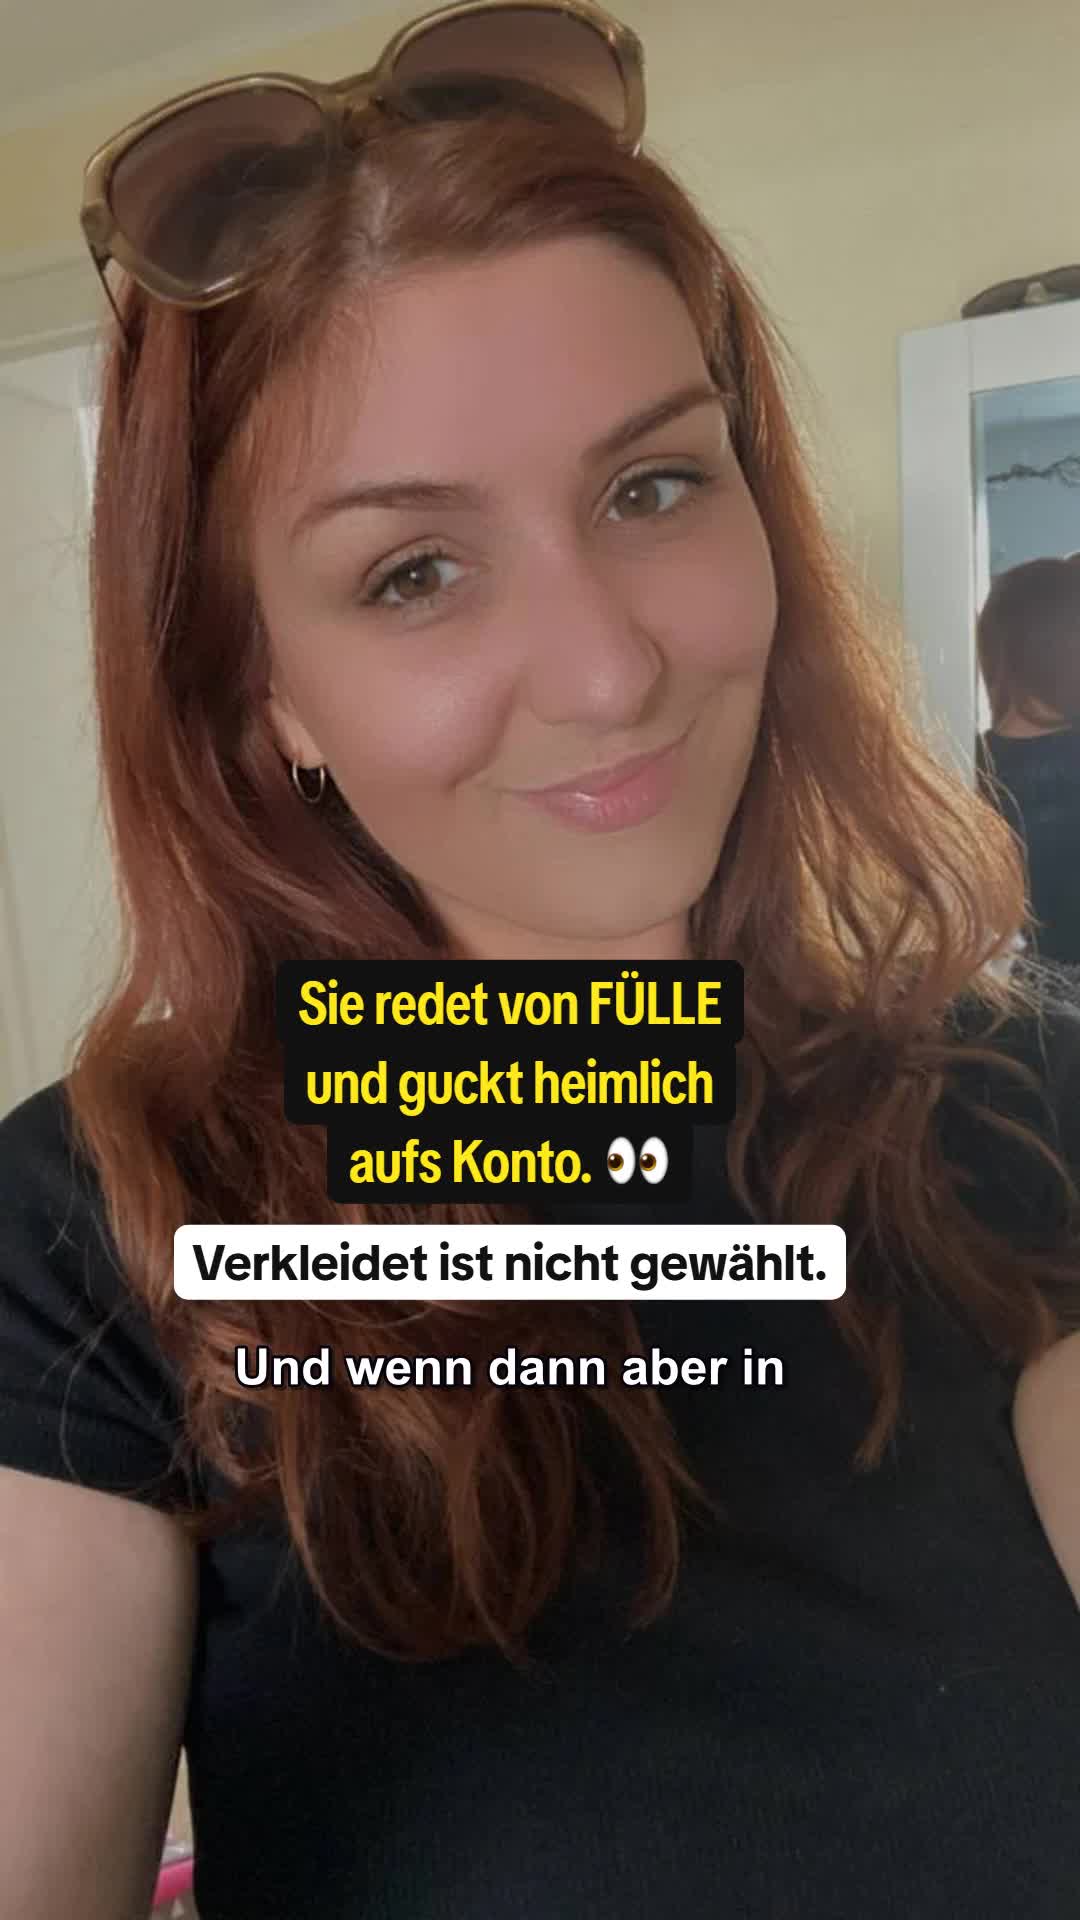 Sie redet von FÜLLE
und guckt heimlich
aufs Konto. 👀
Verkleidet ist nicht gewählt.
Und wenn dann aber in